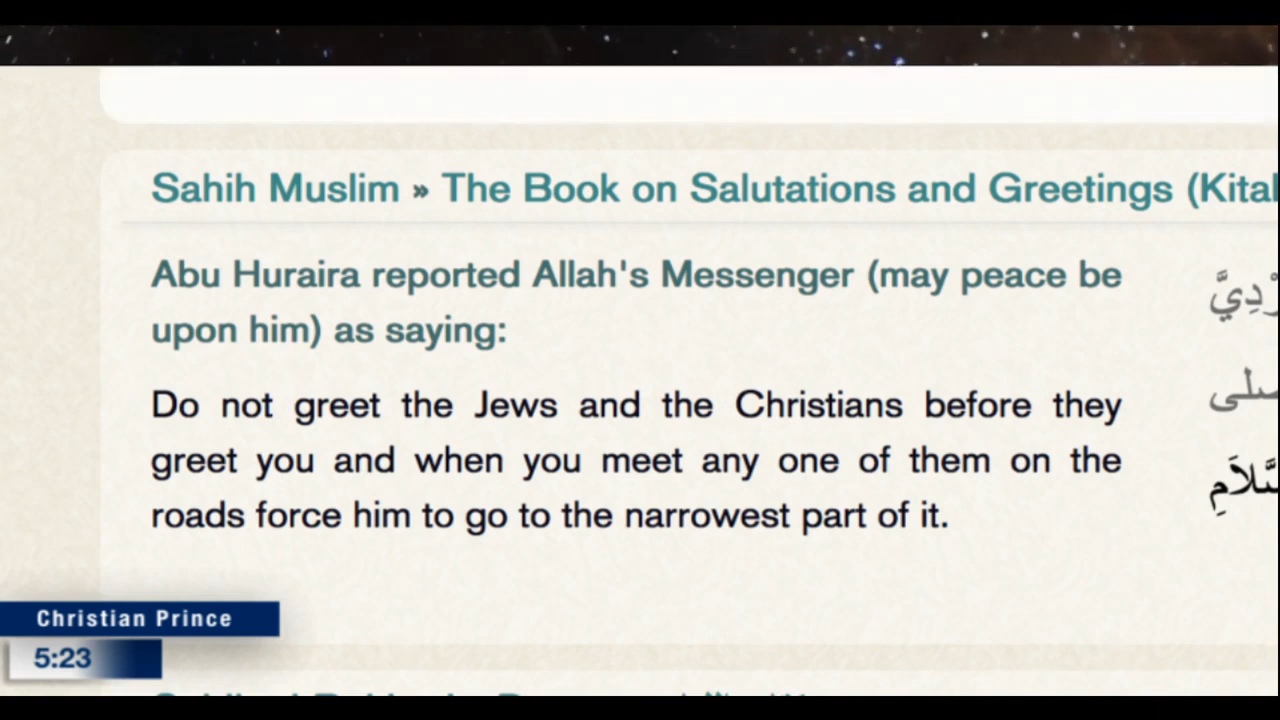 Sahih Muslim » The Book on Salutations and Greetings
Abu Huraira reported Allah's Messenger (may peace be
upon him) as saying:
Do not greet the Jews and the Christians before they
greet you and when you meet any one of them on the
roads force him to go to the narrowest part of it.
Christian Prince
5:23